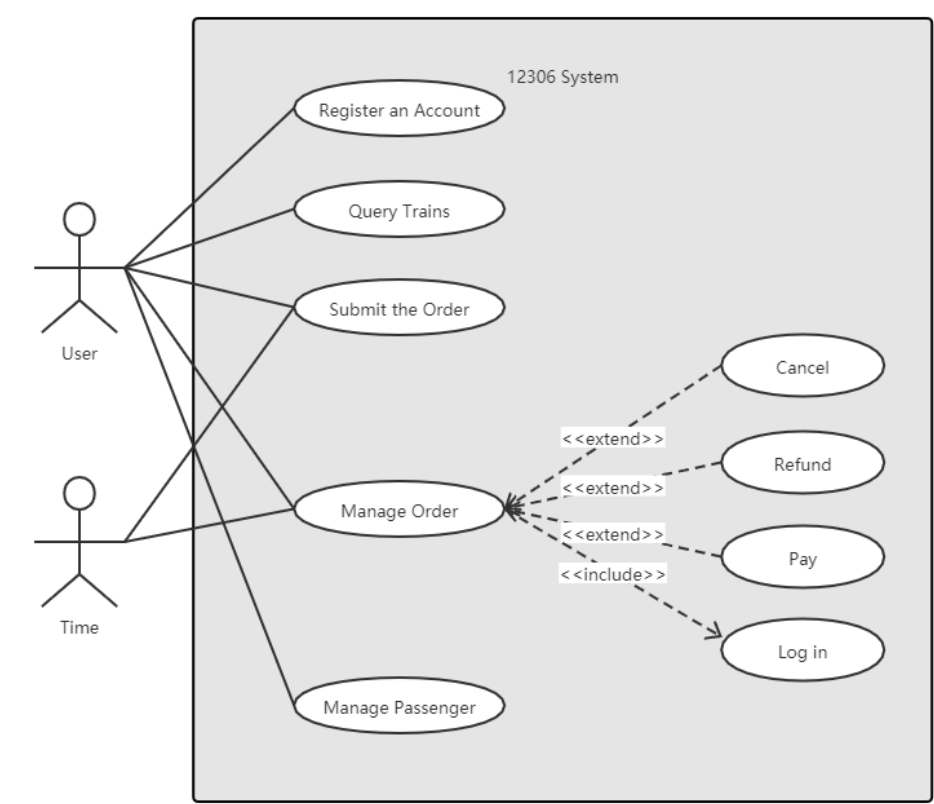 12306 System
Register an Account
Query Trains
Submit the Order
User
Cancel
<<extend>>
Refund
<<extend>>
Manage Order
<<extend>>
Pay
<<include>>
Time
Log in
Manage Passenger